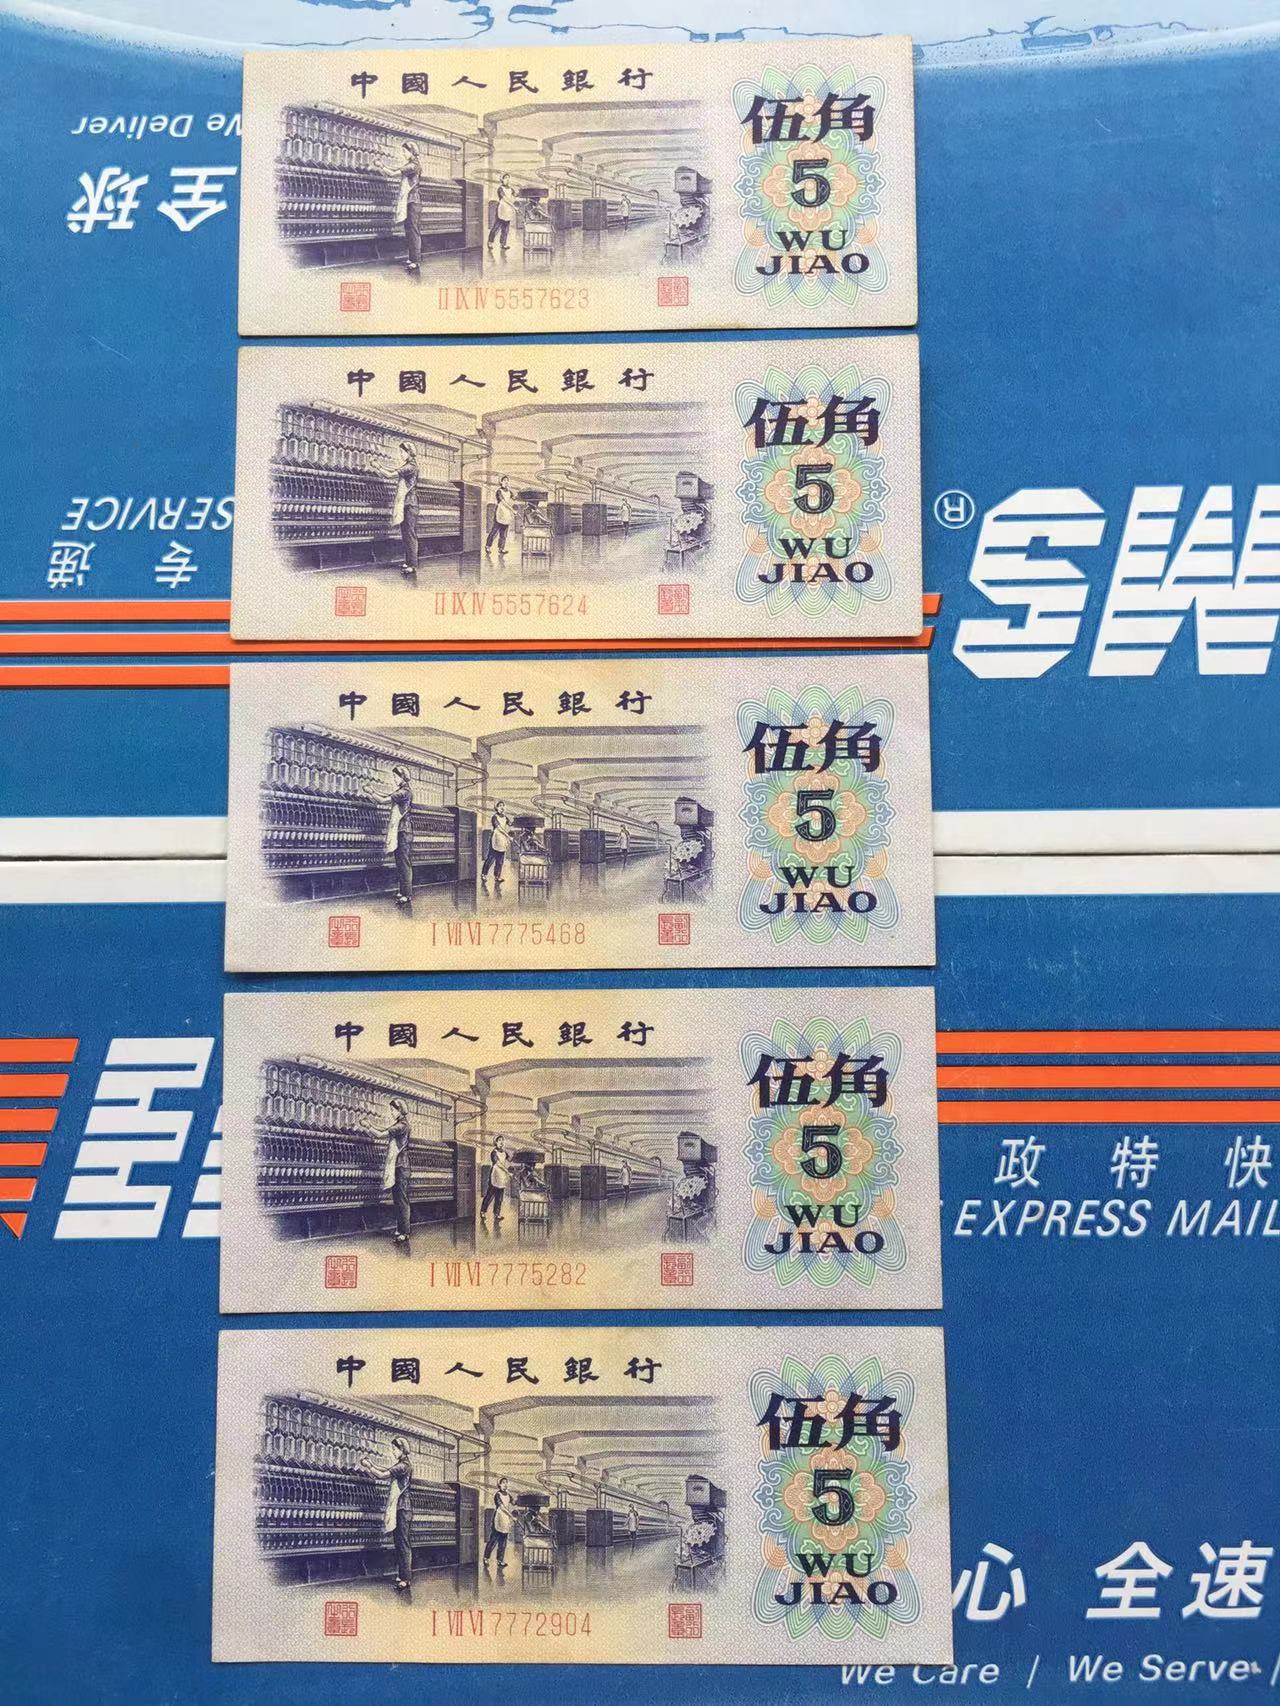 We Deliver
全球
中國人民銀行
伍角
5
WU
JIAO
II IX IV 5557623
中國人民銀行
伍角
5
WU
JIAO
II IX IV 5557624
SERVICE
专递
®
EMS
中國人民銀行
伍角
5
WU
JIAO
I VII VI 7775468
中國人民銀行
伍角
5
WU
JIAO
I VII VI 7775282
政特快
EXPRESS MAIL
中國人民銀行
伍角
5
WU
JIAO
I VII VI 7772904
心 全速
We Care / We Serve /